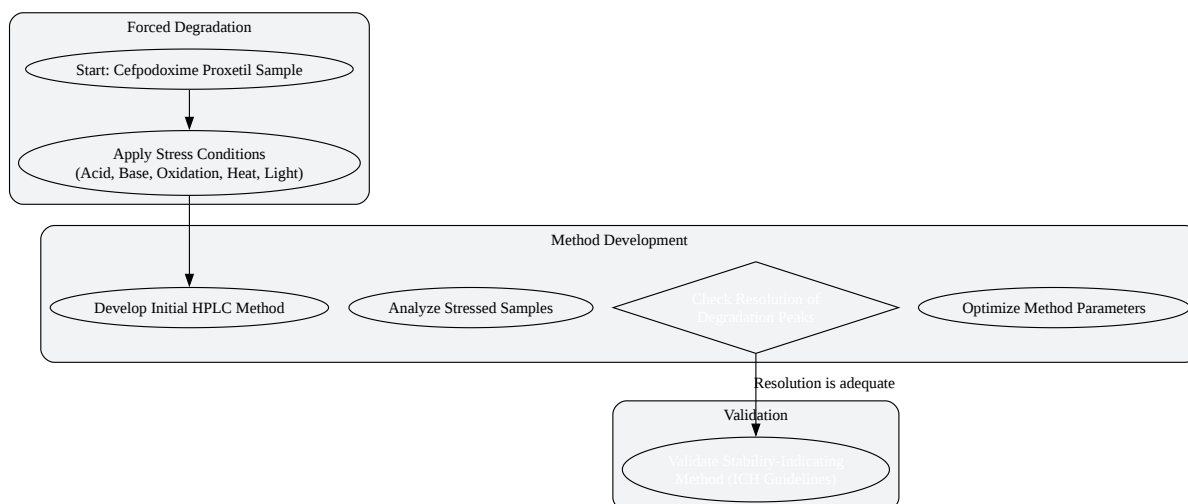 Forced Degradation
Start: Cefpodoxime Proxetil Sample
Apply Stress Conditions
(Acid, Base, Oxidation, Heat, Light)
Method Development
Develop Initial HPLC Method
Analyze Stressed Samples
Check Resolution of
Degradation Peaks
Optimize Method Parameters
Resolution is adequate
Validation
Validate Stability-Indicating
Method (ICH Guidelines)